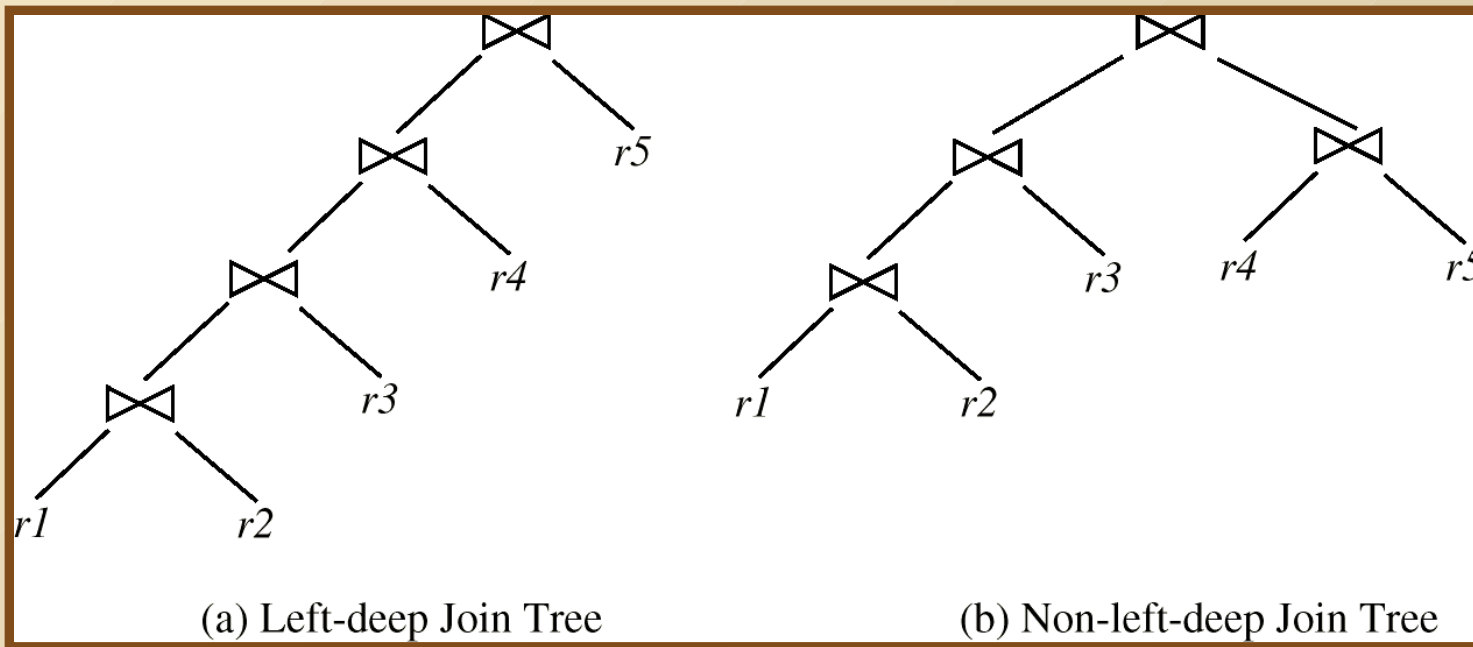 r5
r4
r3
r3
r4
r1
r2
r1
r2
(a) Left-deep Join Tree
(b) Non-left-deep Join Tree